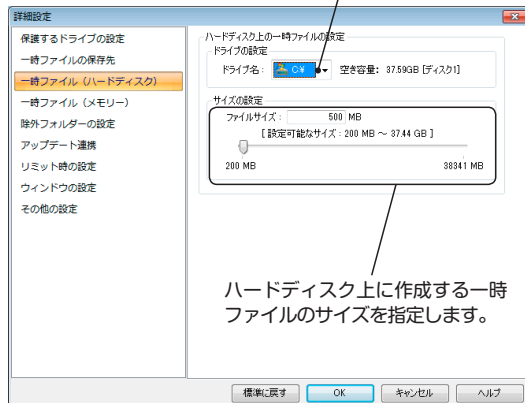 詳細設定
保護するドライブの設定
一時ファイルの保存先
一時ファイル（ハードディスク）
一時ファイル（メモリー）
除外フォルダーの設定
アップデート連携
リミット時の設定
ウィンドウの設定
その他の設定
ハードディスク上の一時ファイルの設定
ドライブの設定
ドライブ名： C:¥ 空き容量： 37.59GB [ディスク1]
サイズの設定
ファイルサイズ： 500 MB
[ 設定可能なサイズ：200 MB ～ 37.44 GB ]
200 MB 38341 MB
ハードディスク上に作成する一時
ファイルのサイズを指定します。
標準に戻す OK キャンセル ヘルプ